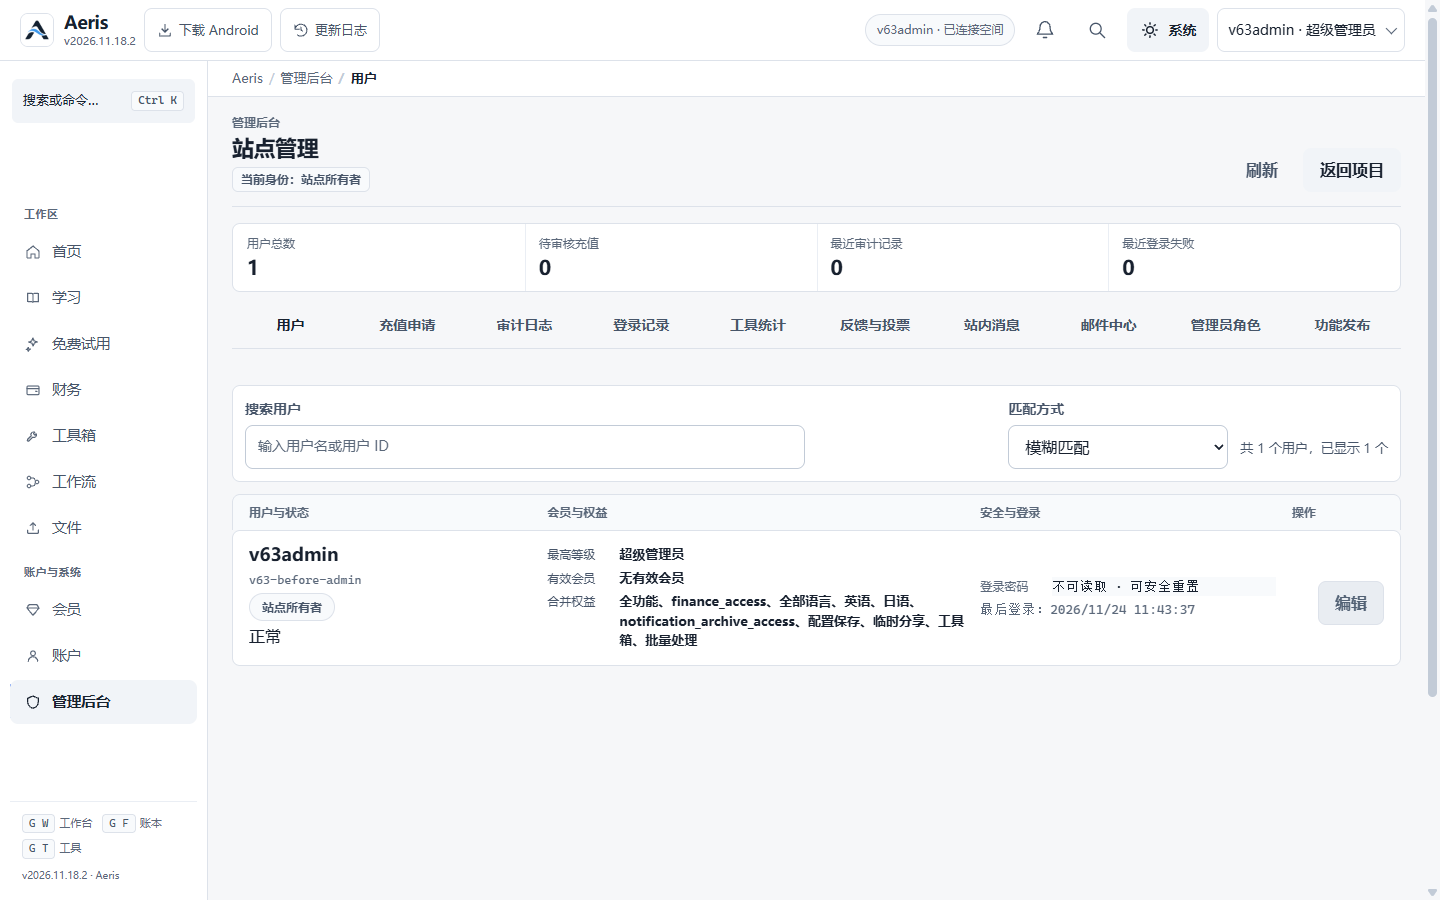 Aeris
v2026.11.18.2
下载 Android
更新日志
v63admin · 已连接空间
系统
v63admin · 超级管理员
搜索或命令...
Ctrl K
工作区
首页
学习
免费试用
财务
工具箱
工作流
文件
账户与系统
会员
账户
管理后台
G W 工作台 G F 账本
G T 工具
v2026.11.18.2 · Aeris
Aeris / 管理后台 / 用户
管理后台
站点管理
当前身份：站点所有者
刷新
返回项目
用户总数
1
待审核充值
0
最近审计记录
0
最近登录失败
0
用户
充值申请
审计日志
登录记录
工具统计
反馈与投票
站内消息
邮件中心
管理员角色
功能发布
搜索用户
输入用户名或用户 ID
匹配方式
模糊匹配
共 1 个用户，已显示 1 个
用户与状态
会员与权益
安全与登录
操作
v63admin
v63-before-admin
站点所有者
正常
最高等级 超级管理员
有效会员 无有效会员
合并权益 全功能、finance_access、全部语言、英语、日语、
notification_archive_access、配置保存、临时分享、工具
箱、批量处理
登录密码 不可读取 · 可安全重置
最后登录：2026/11/24 11:43:37
编辑